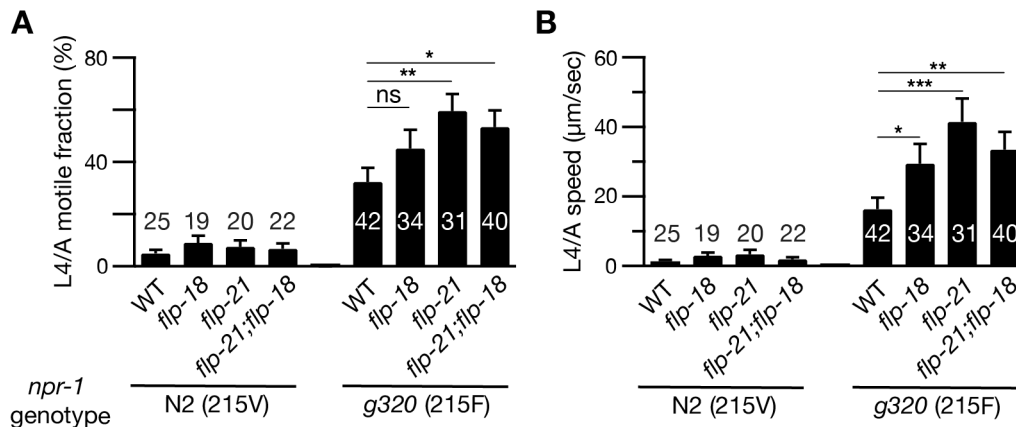 A
L4/A motile fraction (%)
80
40
0
25 19 20 22
42 34 31 40
ns
**
*
WT
flp-18
flp-21
flp-21;flp-18
WT
flp-18
flp-21
flp-21;flp-18
npr-1
genotype
N2 (215V)
g320 (215F)
B
L4/A speed (µm/sec)
60
40
20
0
25 19 20 22
42 34 31 40
*
***
**
WT
flp-18
flp-21
flp-21;flp-18
WT
flp-18
flp-21
flp-21;flp-18
N2 (215V)
g320 (215F)